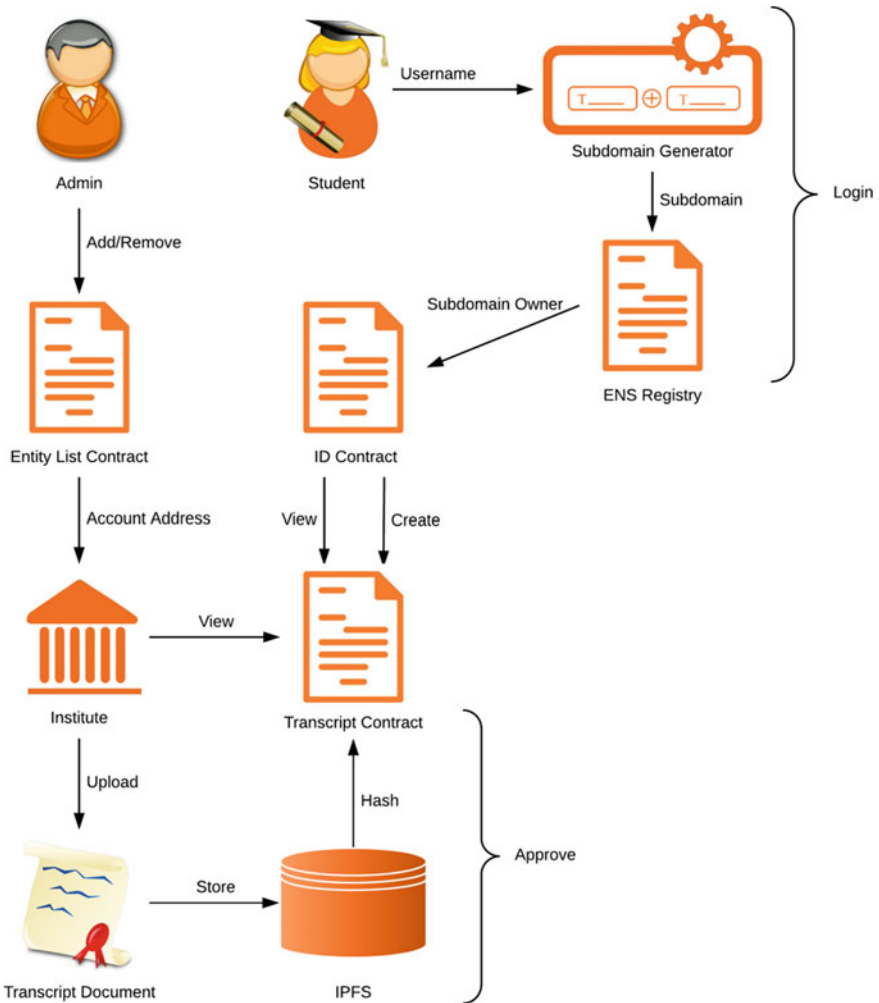 Username
T
T
Subdomain Generator
Admin
Student
Login
Subdomain
Add/Remove
Subdomain Owner
ENS Registry
Entity List Contract
ID Contract
Account Address
View
Create
View
Institute
Transcript Contract
Upload
Hash
Approve
Store
Transcript Document
IPFS